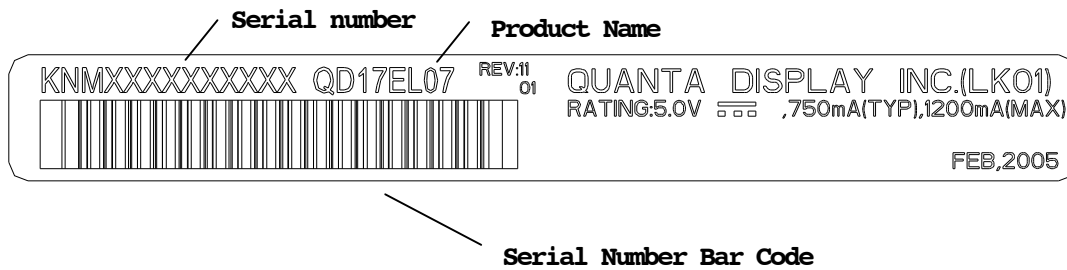 Serial number
Product Name
KNMXXXXXXXXXX QD17EL07 REV:11
01
QUANTA DISPLAY INC.(LK01)
RATING:5.0V ,750mA(TYP),1200mA(MAX)
FEB,2005
Serial Number Bar Code